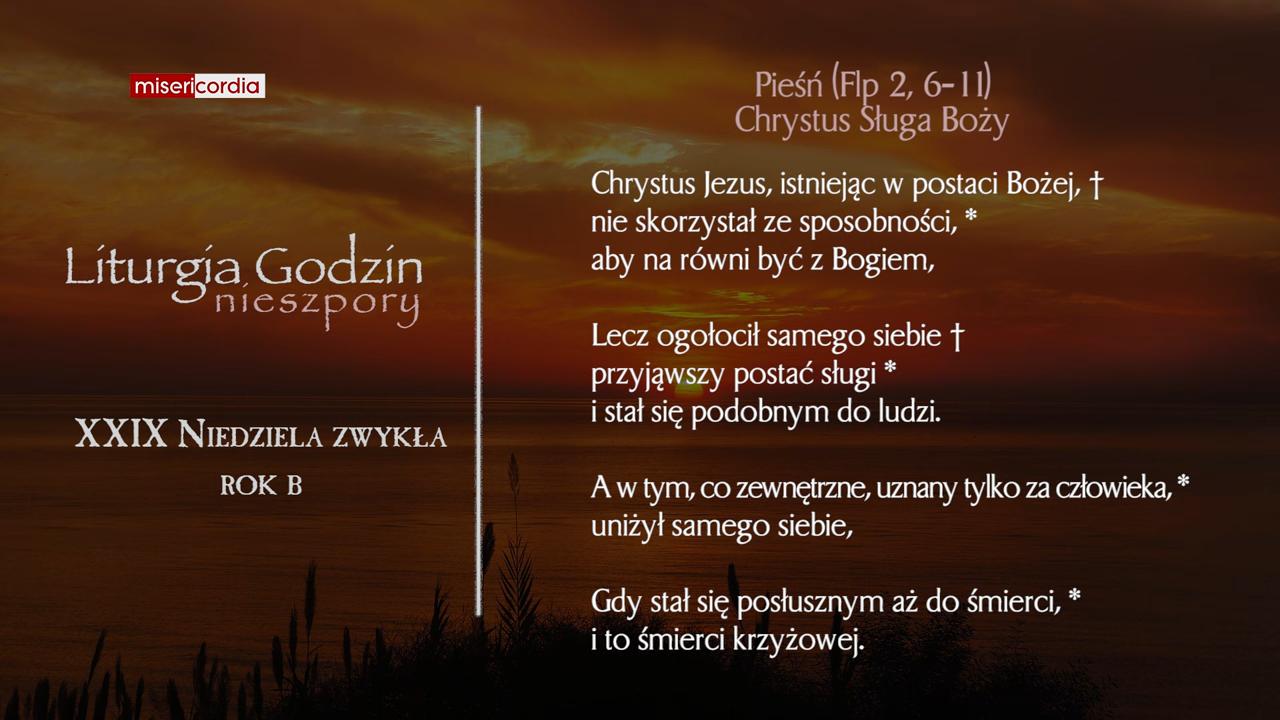 misericordia
Liturgia Godzin
nieszpory
XXIX Niedziela zwykła
rok B
Pieśń (Flp 2, 6-11)
Chrystus Sługa Boży
Chrystus Jezus, istniejąc w postaci Bożej, †
nie skorzystał ze sposobności, *
aby na równi być z Bogiem,
Lecz ogołocił samego siebie †
przyjąwszy postać sługi *
i stał się podobnym do ludzi.
A w tym, co zewnętrzne, uznany tylko za człowieka, *
uniżył samego siebie,
Gdy stał się posłusznym aż do śmierci, *
i to śmierci krzyżowej.